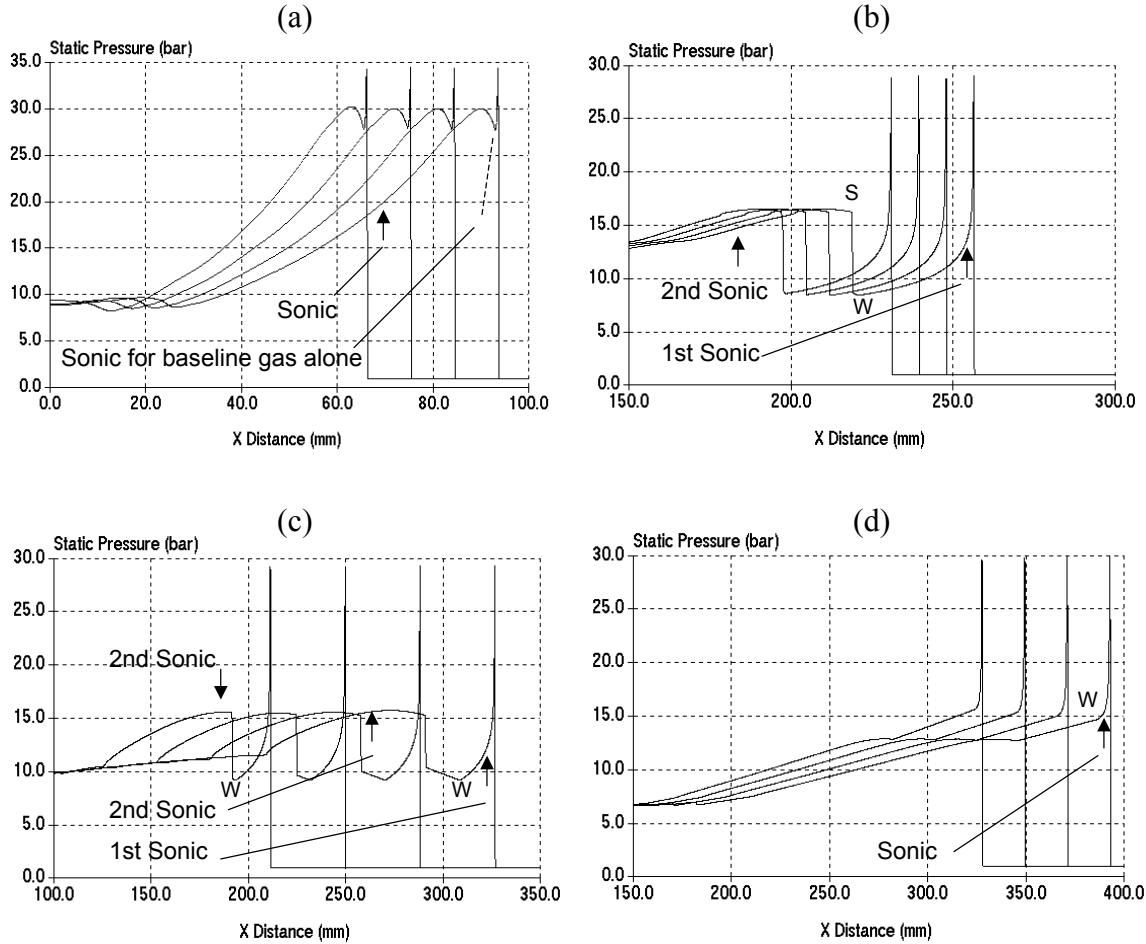 (a)
Static Pressure (bar)
35.0
30.0
25.0
20.0
15.0
10.0
5.0
0.0
Sonic
Sonic for baseline gas alone
0.0 20.0 40.0 60.0 80.0 100.0
X Distance (mm)
(b)
Static Pressure (bar)
30.0
25.0
20.0
15.0
10.0
5.0
0.0
S
2nd Sonic
W
1st Sonic
150.0 200.0 250.0 300.0
X Distance (mm)
(c)
Static Pressure (bar)
30.0
25.0
20.0
15.0
10.0
5.0
0.0
2nd Sonic
W
W
2nd Sonic
1st Sonic
100.0 150.0 200.0 250.0 300.0 350.0
X Distance (mm)
(d)
Static Pressure (bar)
30.0
25.0
20.0
15.0
10.0
5.0
0.0
W
Sonic
150.0 200.0 250.0 300.0 350.0 400.0
X Distance (mm)